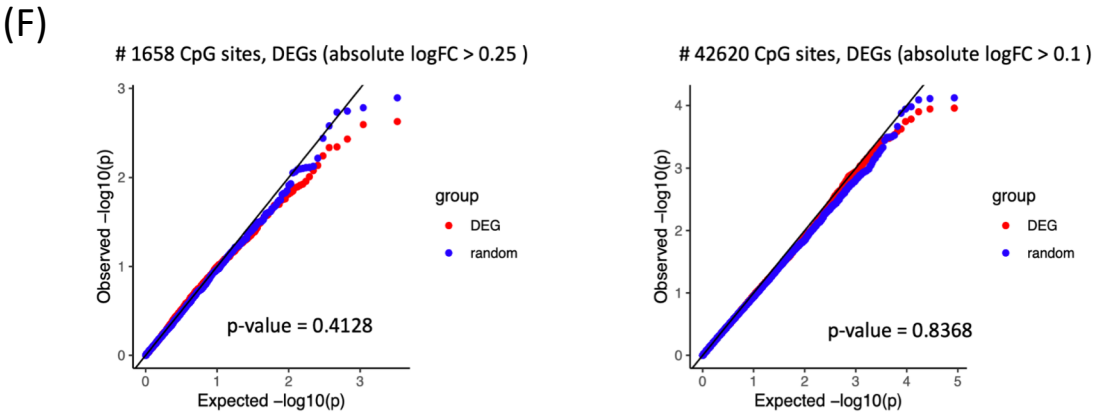 (F)
# 1658 CpG sites, DEGs (absolute logFC > 0.25 )
Observed −log10(p)
3
2
1
0
0 1 2 3
Expected −log10(p)
p-value = 0.4128
group
DEG
random
# 42620 CpG sites, DEGs (absolute logFC > 0.1 )
Observed −log10(p)
4
3
2
1
0
0 1 2 3 4 5
Expected −log10(p)
p-value = 0.8368
group
DEG
random